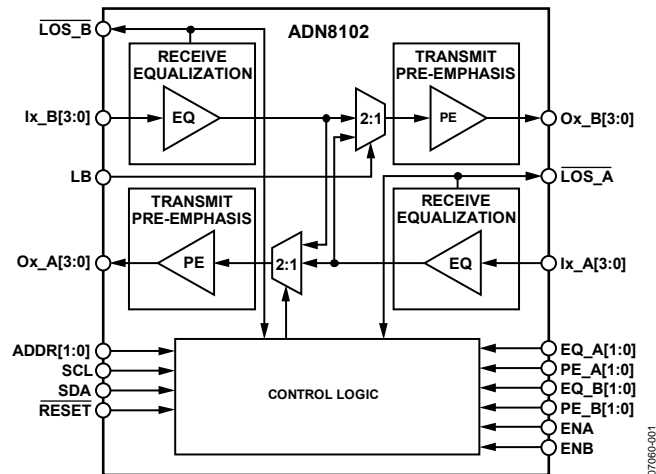 ADN8102
LOS_B
RECEIVE
EQUALIZATION
TRANSMIT
PRE-EMPHASIS
Ix_B[3:0]
EQ
2:1
PE
Ox_B[3:0]
LB
LOS_A
TRANSMIT
PRE-EMPHASIS
RECEIVE
EQUALIZATION
Ox_A[3:0]
PE
2:1
EQ
Ix_A[3:0]
ADDR[1:0]
SCL
SDA
RESET
CONTROL LOGIC
EQ_A[1:0]
PE_A[1:0]
EQ_B[1:0]
PE_B[1:0]
ENA
ENB
07060-001